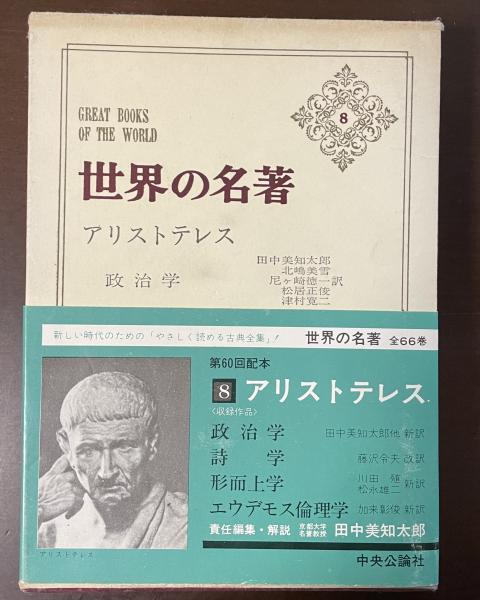 GREAT BOOKS
OF THE WORLD
8
世界の名著
アリストテレス
政治学
田中美知太郎
北嶋美雪
尼ヶ崎徳一訳
松居正俊
津村寛二
新しい時代のための「やさしく読める古典全集」!
世界の名著 全66巻
第60回配本
8 アリストテレス
〈収録作品〉
政治学 田中美知太郎他 新訳
詩学 藤沢令夫 改訳
形而上学 川田殖 松永雄二 新訳
エウデモス倫理学 加来彰俊 新訳
責任編集・解説 京都大学名誉教授 田中美知太郎
アリストテレス
中央公論社